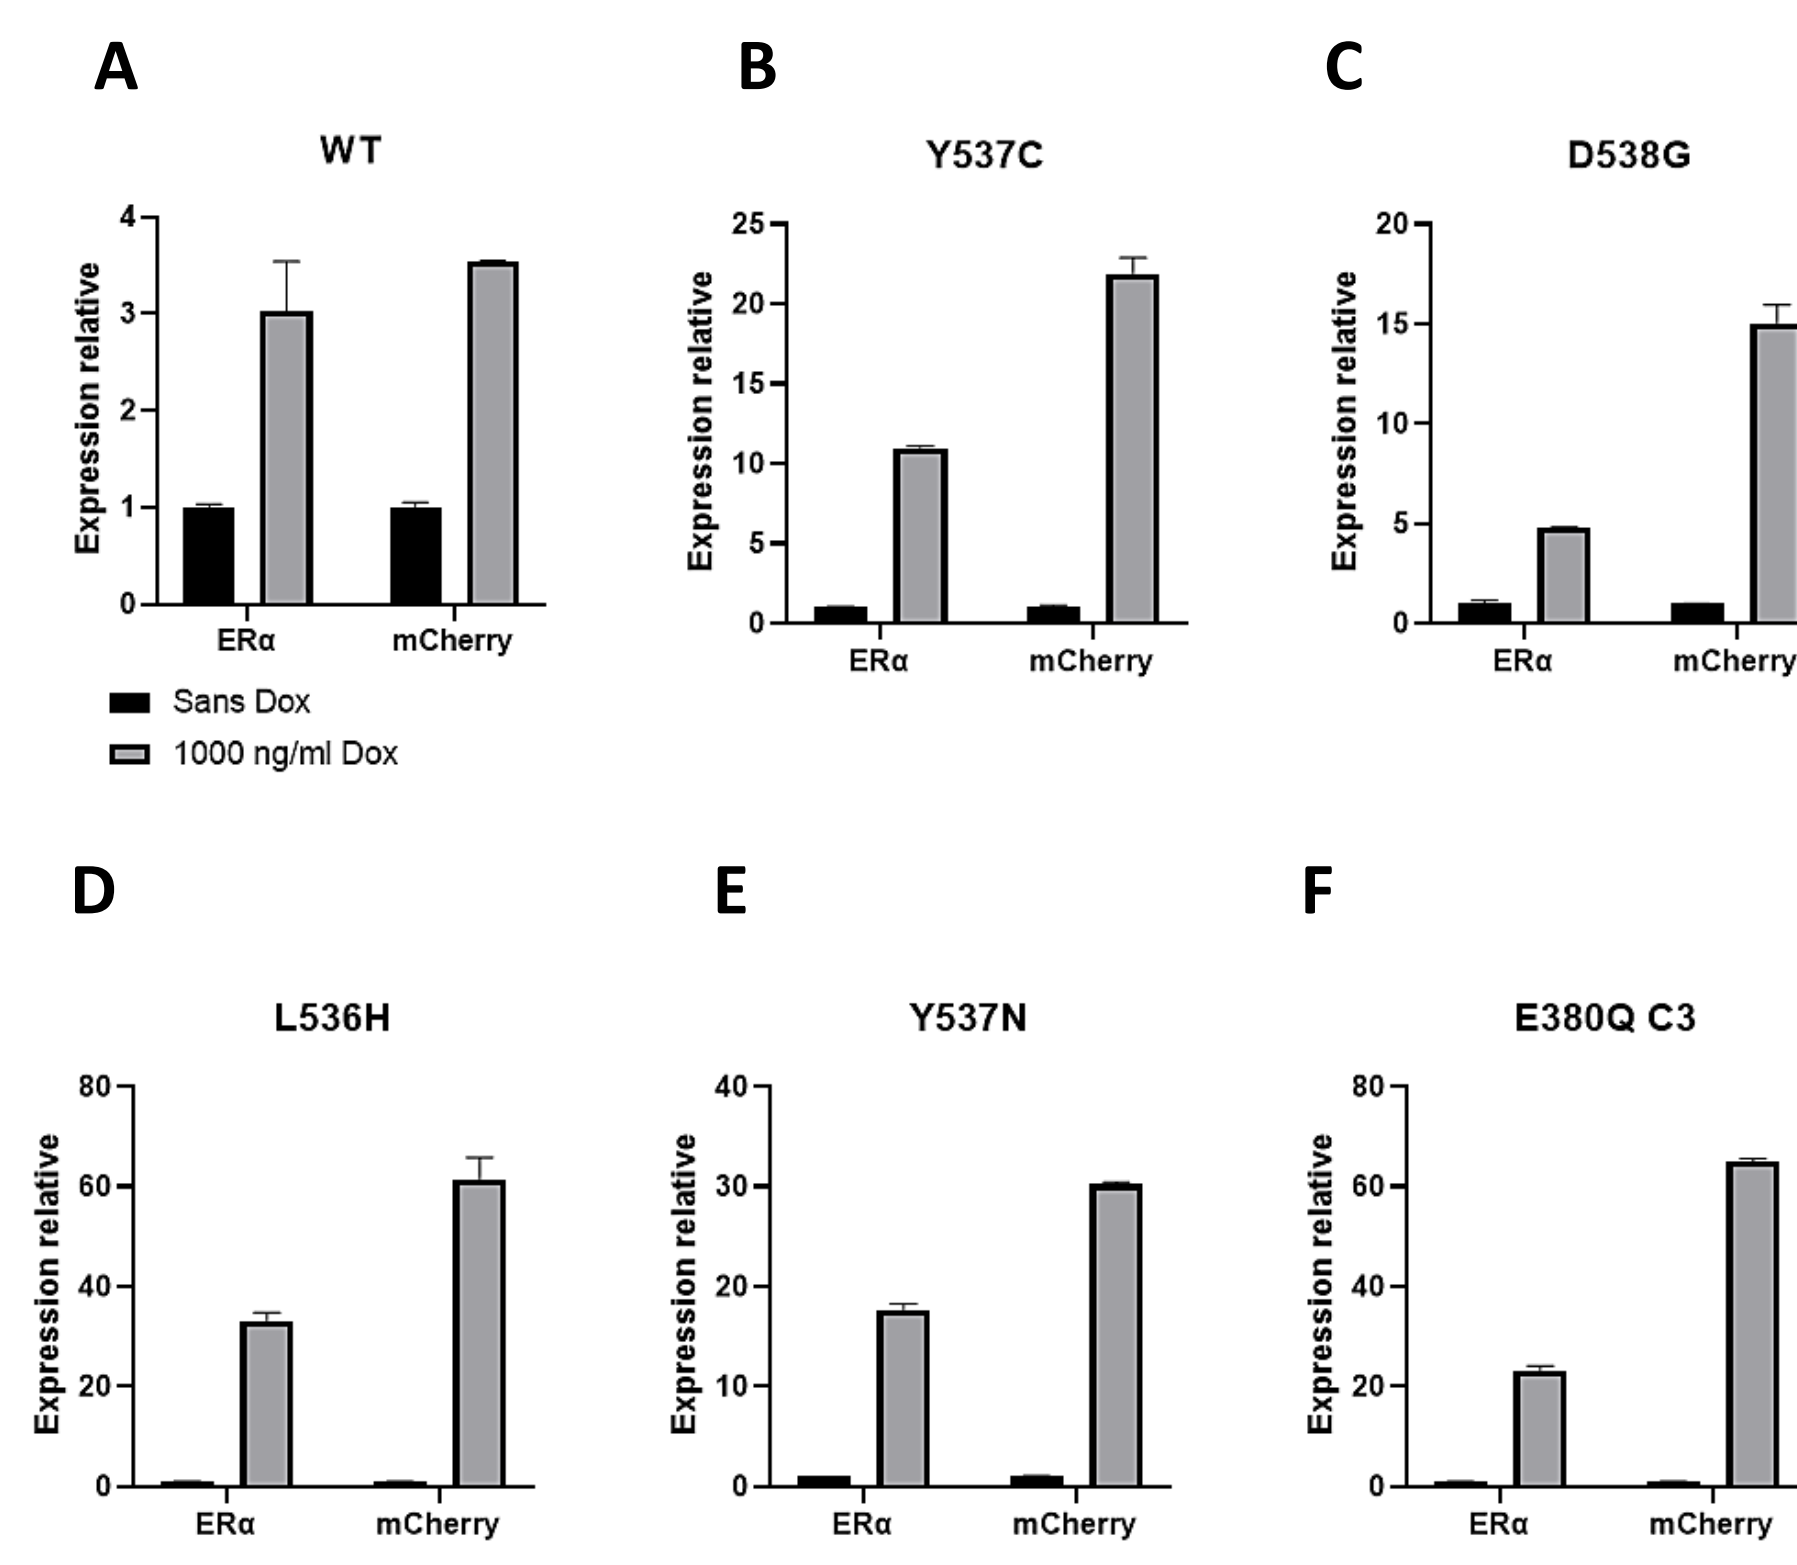 A
WT
Expression relative
4
3
2
1
0
ERα
mCherry
Sans Dox
1000 ng/ml Dox
B
Y537C
Expression relative
25
20
15
10
5
0
ERα
mCherry
C
D538G
Expression relative
20
15
10
5
0
ERα
mCherry
D
L536H
Expression relative
80
60
40
20
0
ERα
mCherry
E
Y537N
Expression relative
40
30
20
10
0
ERα
mCherry
F
E380Q C3
Expression relative
80
60
40
20
0
ERα
mCherry